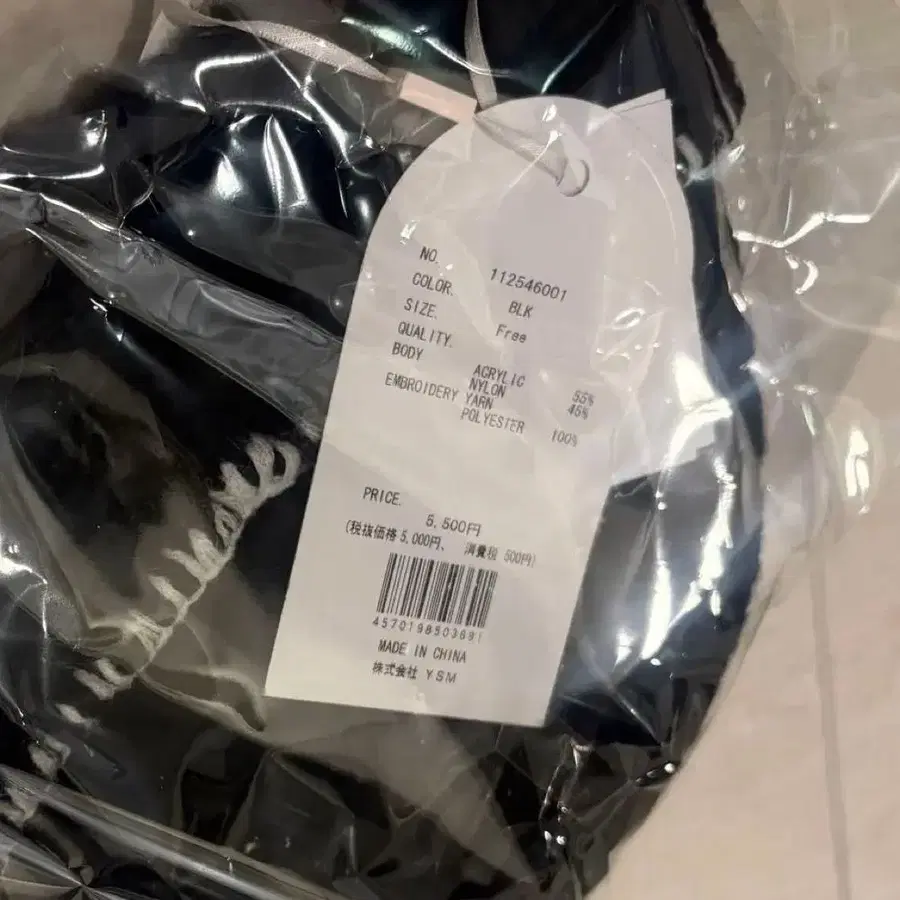 NO. 112546001
COLOR. BLK
SIZE. Free
QUALITY.
BODY ACRYLIC 55%
NYLON 45%
EMBROIDERY YARN
POLYESTER 100%
PRICE. 5,500円
(税抜価格5,000円、 消費税 500円)
4570198503691
MADE IN CHINA
株式会社 YSM